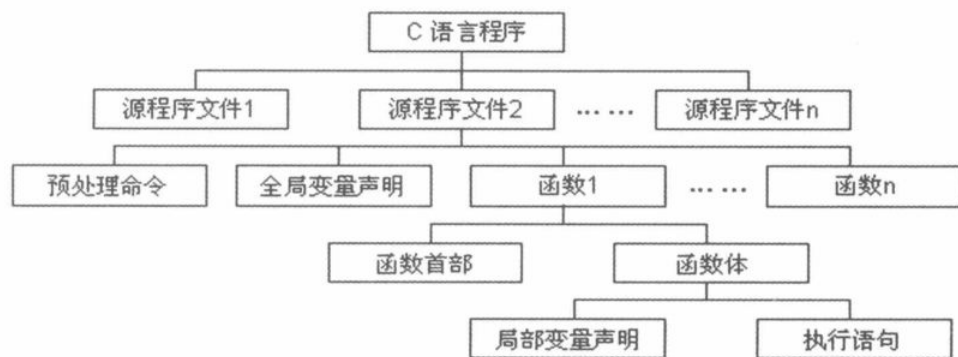 C 语言程序
源程序文件1 源程序文件2 …… 源程序文件n
预处理命令 全局变量声明 函数1 …… 函数n
函数首部 函数体
局部变量声明 执行语句